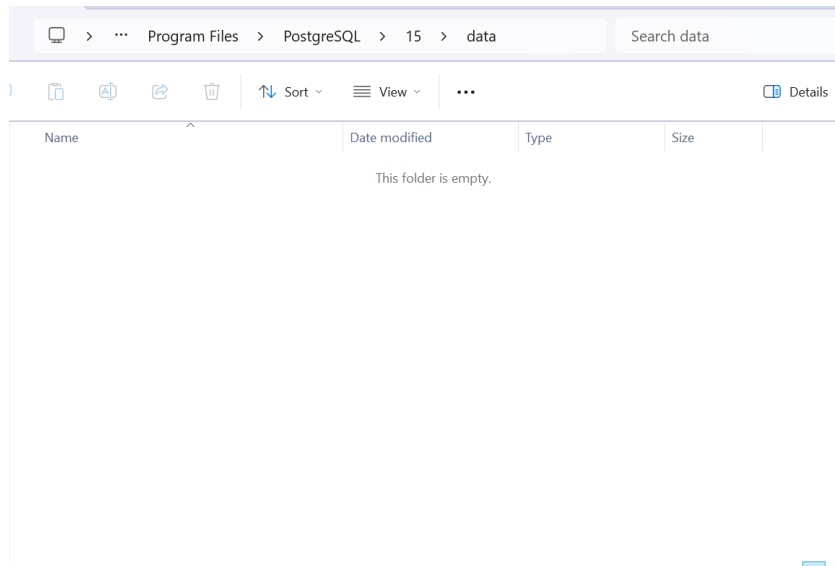 > ··· Program Files > PostgreSQL > 15 > data Search data
Sort View ··· Details
Name Date modified Type Size
This folder is empty.